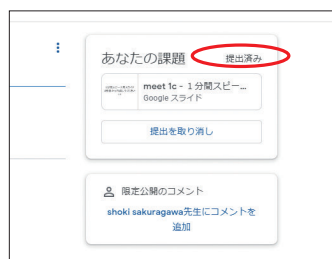 あなたの課題 提出済み
meet 1c - 1 分間スピー...
Google スライド
提出を取り消し
限定公開のコメント
shoki sakuragawa先生にコメントを
追加